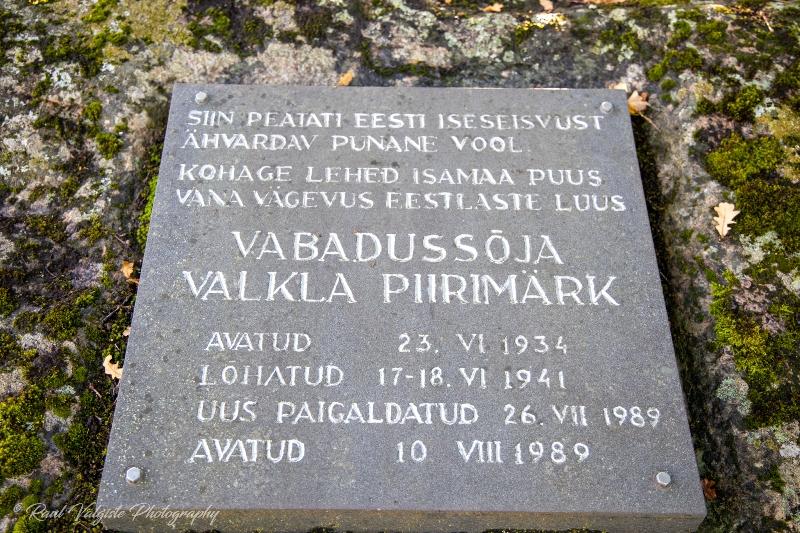 SIIN PEATATI EESTI ISESEISVUST
ÄHVARDAV PUNANE VOOL.
KOHAGE LEHED ISAMAA PUUS
VANA VÄGEVUS EESTLASTE LUUS
VABADUSSÕJA
VALKLA PIIRIMÄRK
AVATUD 23. VI 1934
LÕHATUD 17-18. VI 1941
UUS PAIGALDATUD 26. VII 1989
AVATUD 10 VIII 1989
© Raul Valgiste Photography